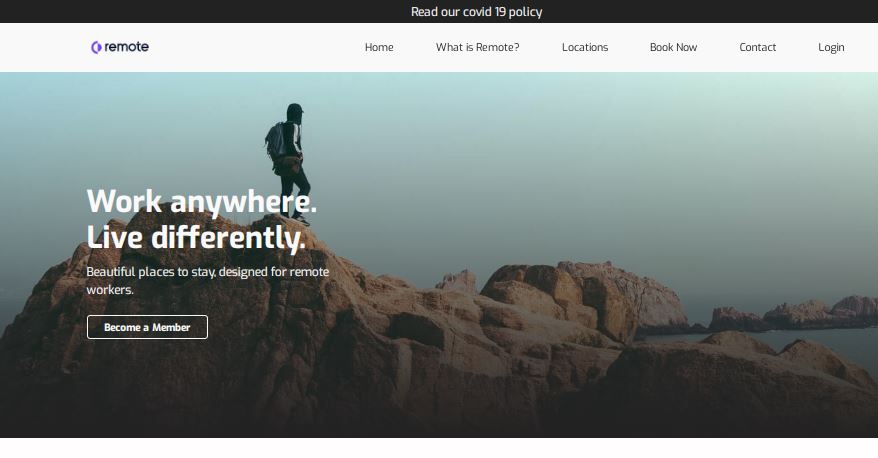 Read our covid 19 policy
remote
Home
What is Remote?
Locations
Book Now
Contact
Login
Work anywhere.
Live differently.
Beautiful places to stay, designed for remote
workers.
Become a Member